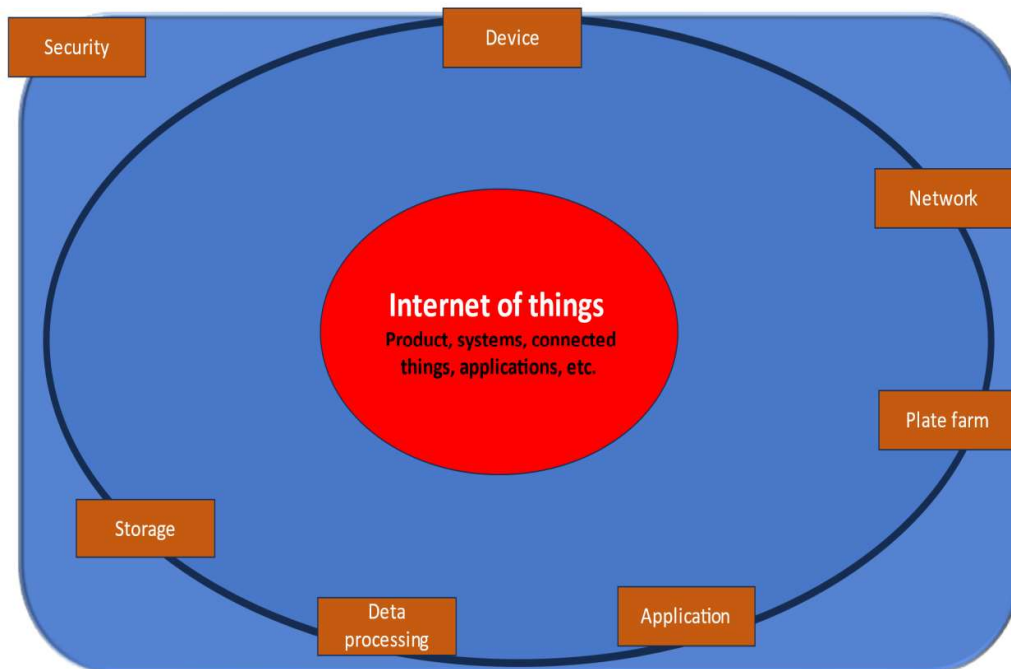 Security
Device
Network
Internet of things
Product, systems, connected
things, applications, etc.
Plate farm
Storage
Deta
processing
Application